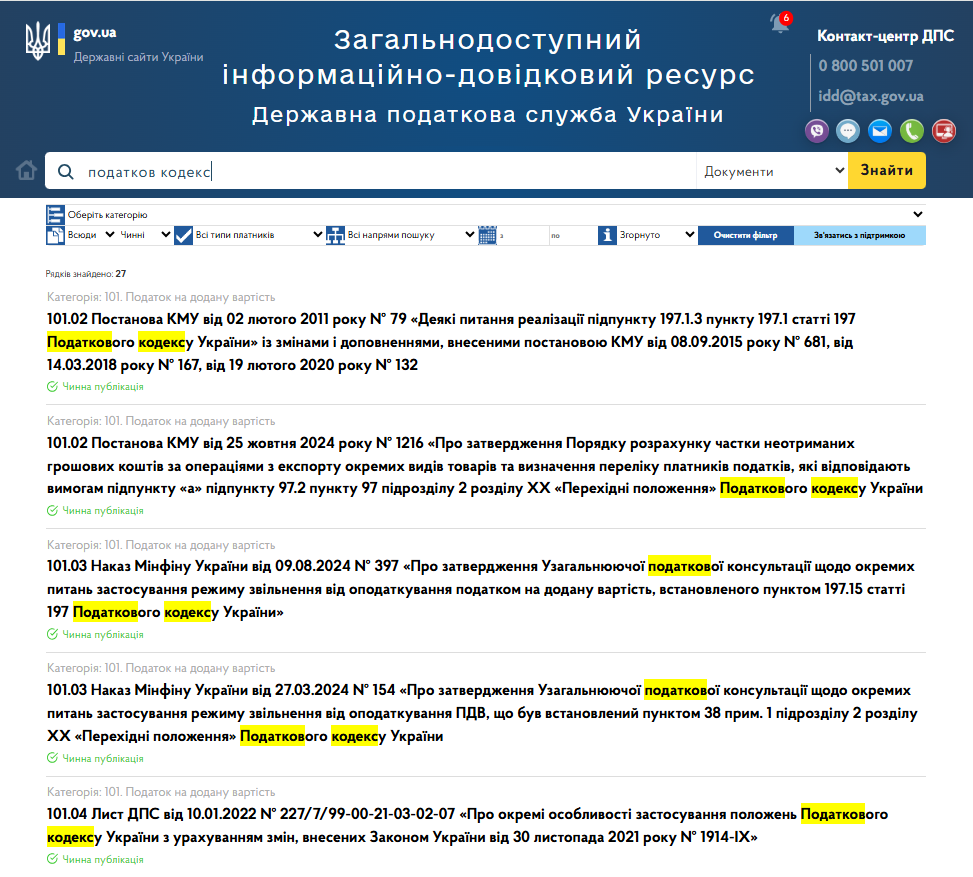 gov.ua
Державні сайти України
Загальнодоступний
інформаційно-довідковий ресурс
Державна податкова служба України
6
Контакт-центр ДПС
0 800 501 007
idd@tax.gov.ua
податков кодекс
Документи
Знайти
Оберіть категорію
Всюди Чинні Всі типи платників Всі напрями пошуку з по Згорнуто Очистити фільтр Зв'язатись з підтримкою
Рядків знайдено: 27
Категорія: 101. Податок на додану вартість
101.02 Постанова КМУ від 02 лютого 2011 року N° 79 «Деякі питання реалізації підпункту 197.1.3 пункту 197.1 статті 197
Податкового кодексу України» із змінами і доповненнями, внесеними постановою КМУ від 08.09.2015 року N° 681, від
14.03.2018 року N° 167, від 19 лютого 2020 року N° 132
Чинна публікація
Категорія: 101. Податок на додану вартість
101.02 Постанова КМУ від 25 жовтня 2024 року N° 1216 «Про затвердження Порядку розрахунку частки неотриманих
грошових коштів за операціями з експорту окремих видів товарів та визначення переліку платників податків, які відповідають
вимогам підпункту «а» підпункту 97.2 пункту 97 підрозділу 2 розділу XX «Перехідні положення» Податкового кодексу України
Чинна публікація
Категорія: 101. Податок на додану вартість
101.03 Наказ Мінфіну України від 09.08.2024 N° 397 «Про затвердження Узагальнюючої податкової консультації щодо окремих
питань застосування режиму звільнення від оподаткування податком на додану вартість, встановленого пунктом 197.15 статті
197 Податкового кодексу України»
Чинна публікація
Категорія: 101. Податок на додану вартість
101.03 Наказ Мінфіну України від 27.03.2024 N° 154 «Про затвердження Узагальнюючої податкової консультації щодо окремих
питань застосування режиму звільнення від оподаткування ПДВ, що був встановлений пунктом 38 прим. 1 підрозділу 2 розділу
XX «Перехідні положення» Податкового кодексу України
Чинна публікація
Категорія: 101. Податок на додану вартість
101.04 Лист ДПС від 10.01.2022 N° 227/7/99-00-21-03-02-07 «Про окремі особливості застосування положень Податкового
кодексу України з урахуванням змін, внесених Законом України від 30 листопада 2021 року N° 1914-IX»
Чинна публікація